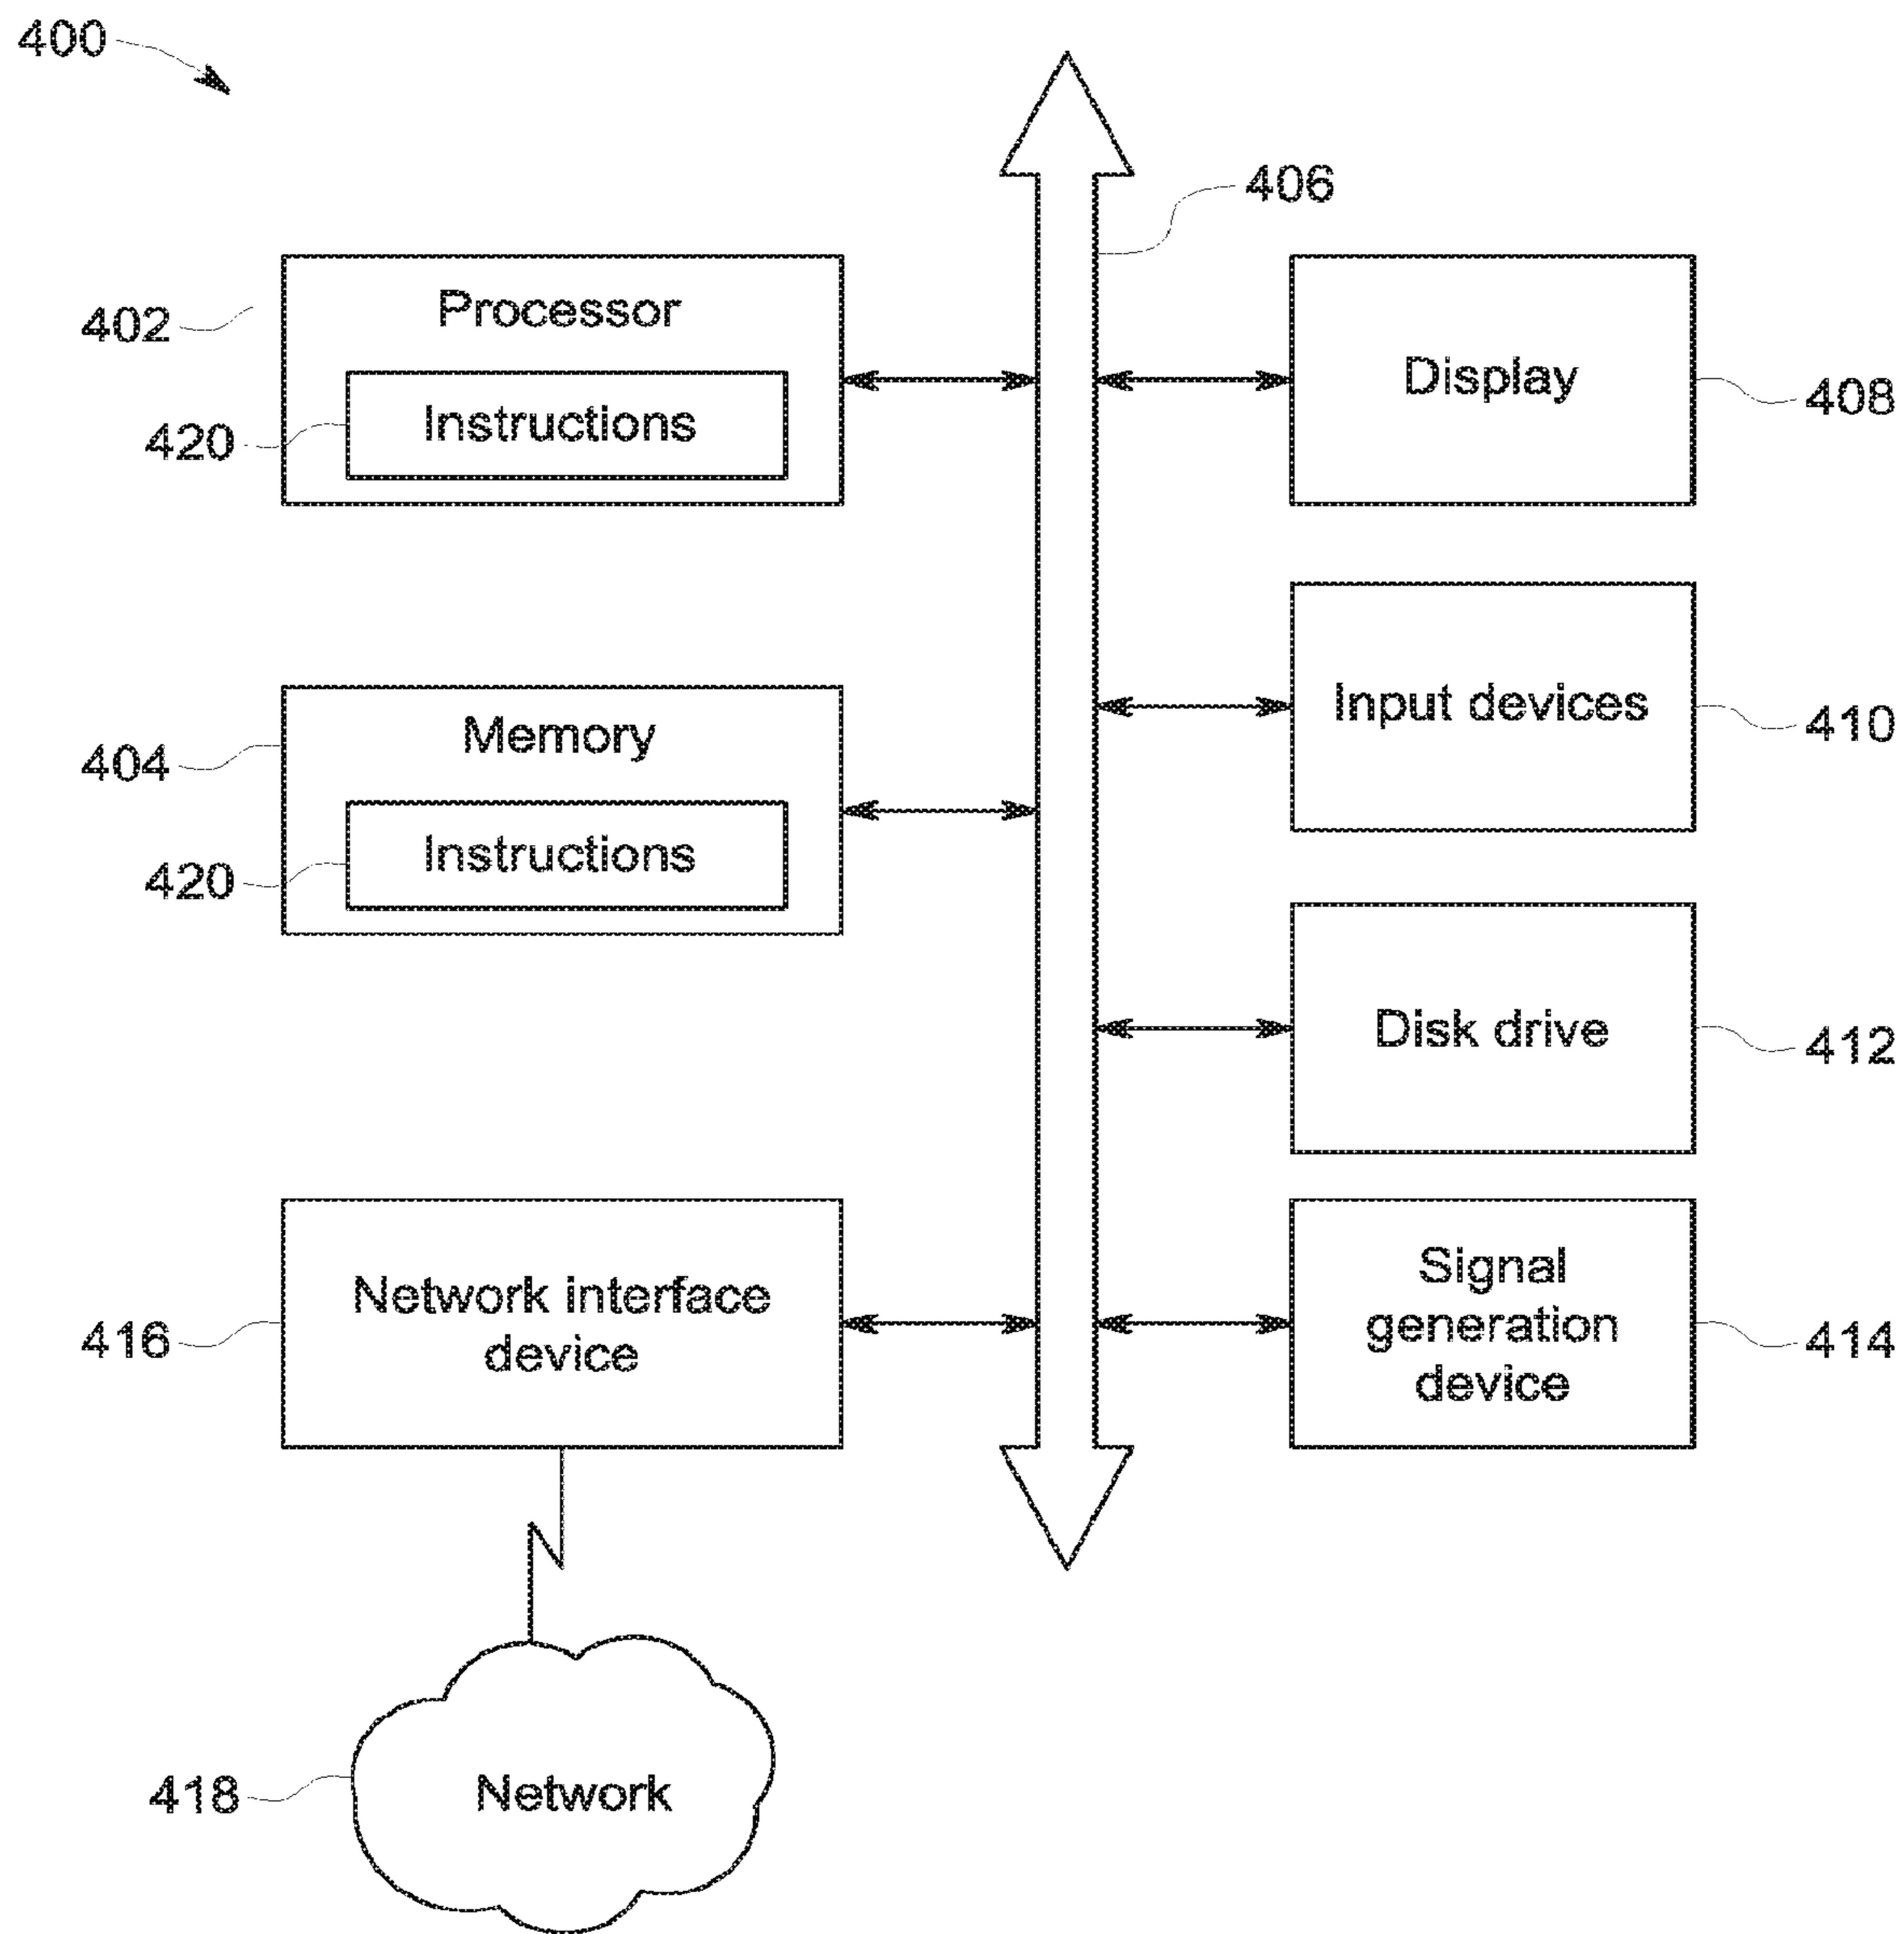 400
406
402
Processor
420
Instructions
Display
408
404
Memory
420
Instructions
Input devices
410
Disk drive
412
416
Network interface
device
Signal
generation
device
414
418
Network